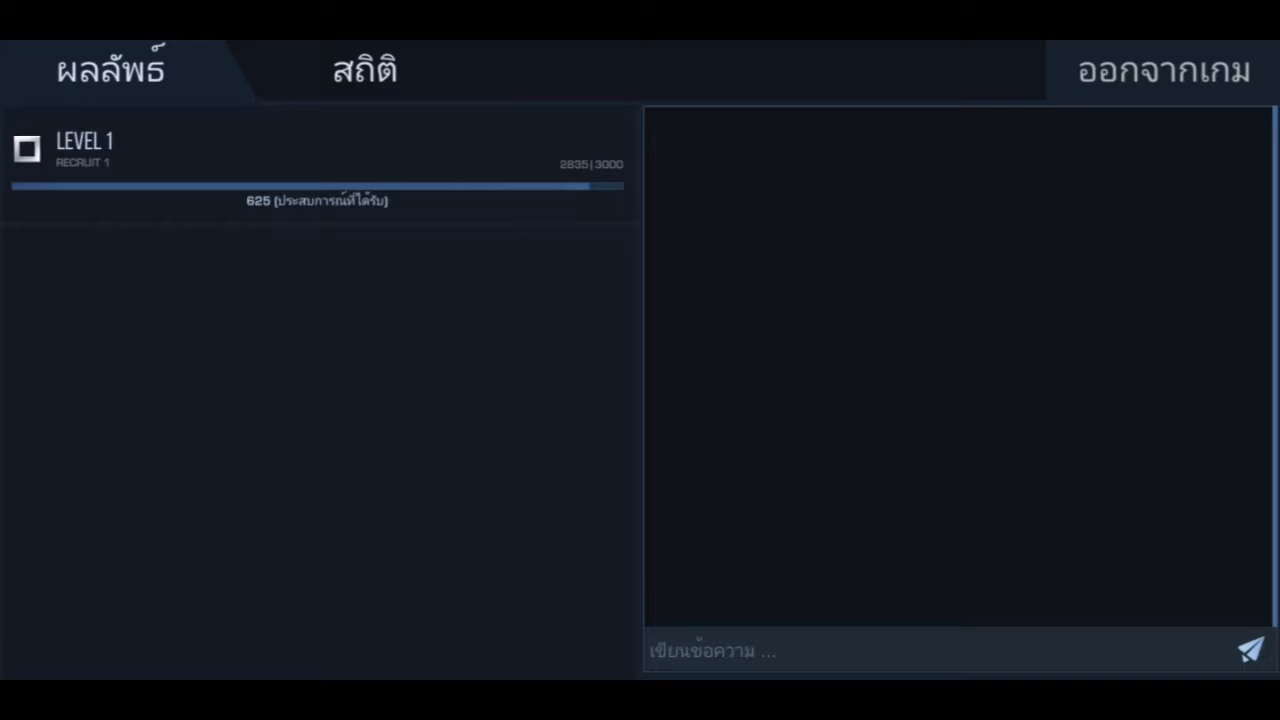 ผลลัพธ์
สถิติ
ออกจากเกม
LEVEL 1
RECRUIT 1
2835|3000
625 (ประสบการณ์ที่ได้รับ)
เขียนข้อความ ...